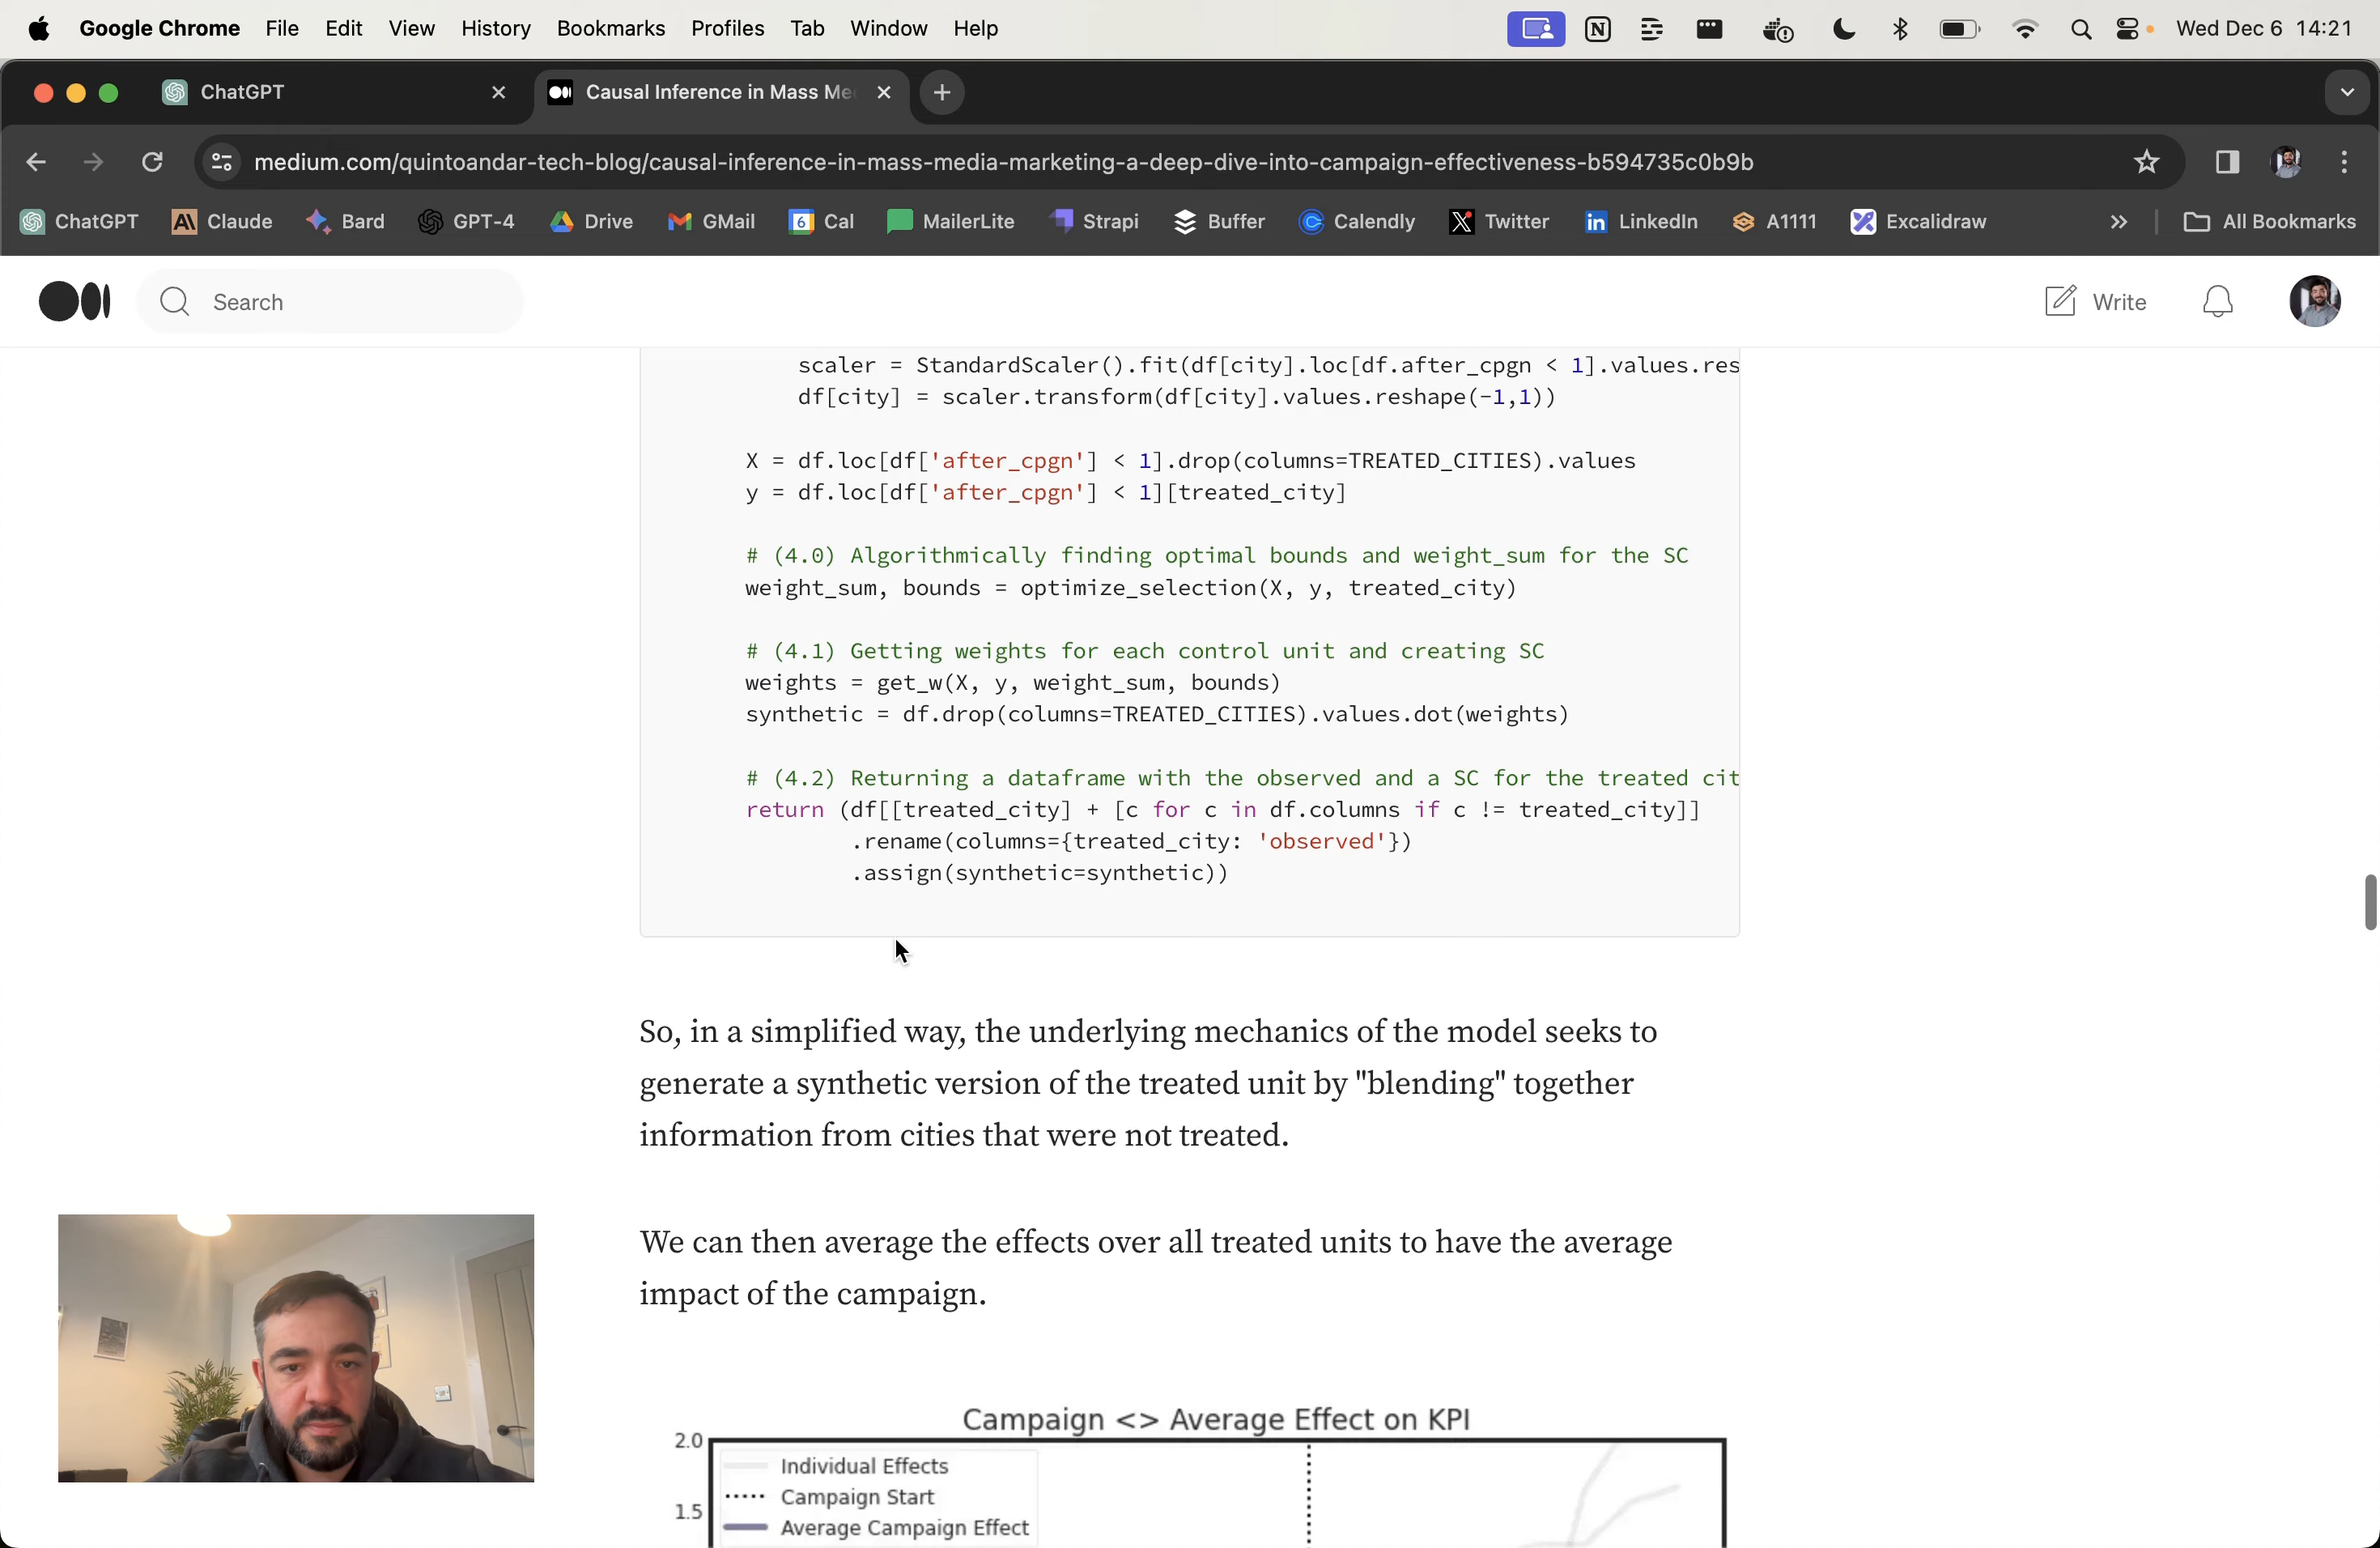 Google Chrome File Edit View History Bookmarks Profiles Tab Window Help Wed Dec 6 14:21
ChatGPT Causal Inference in Mass Me
medium.com/quintoandar-tech-blog/causal-inference-in-mass-media-marketing-a-deep-dive-into-campaign-effectiveness-b594735c0b9b
ChatGPT Claude Bard GPT-4 Drive GMail 6 Cal MailerLite Strapi Buffer Calendly Twitter LinkedIn A1111 Excalidraw » All Bookmarks
Search Write
scaler = StandardScaler().fit(df[city].loc[df.after_cpgn < 1].values.res
df[city] = scaler.transform(df[city].values.reshape(-1,1))
X = df.loc[df['after_cpgn'] < 1].drop(columns=TREATED_CITIES).values
y = df.loc[df['after_cpgn'] < 1][treated_city]
# (4.0) Algorithmically finding optimal bounds and weight_sum for the SC
weight_sum, bounds = optimize_selection(X, y, treated_city)
# (4.1) Getting weights for each control unit and creating SC
weights = get_w(X, y, weight_sum, bounds)
synthetic = df.drop(columns=TREATED_CITIES).values.dot(weights)
# (4.2) Returning a dataframe with the observed and a SC for the treated cit
return (df[[treated_city] + [c for c in df.columns if c != treated_city]]
.rename(columns={treated_city: 'observed'})
.assign(synthetic=synthetic))
So, in a simplified way, the underlying mechanics of the model seeks to
generate a synthetic version of the treated unit by "blending" together
information from cities that were not treated.
We can then average the effects over all treated units to have the average
impact of the campaign.
Campaign <> Average Effect on KPI
2.0
Individual Effects
Campaign Start
1.5
Average Campaign Effect